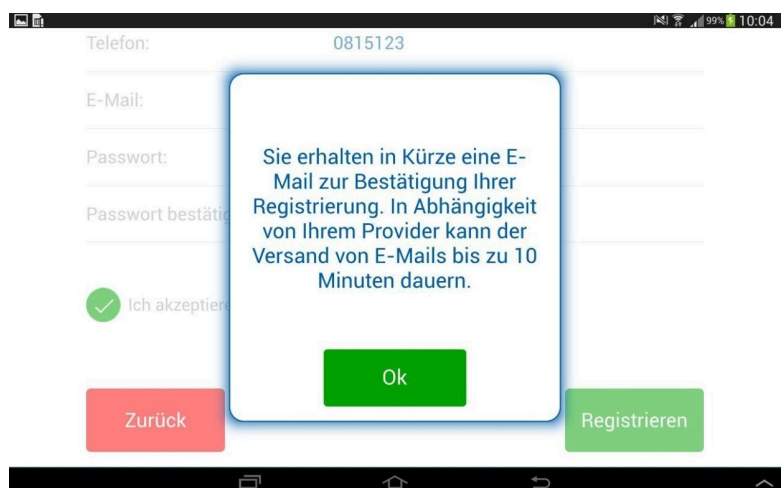 99% 10:04
Telefon: 0815123
E-Mail:
Passwort:
Passwort bestätig
Ich akzeptiere
Sie erhalten in Kürze eine E-
Mail zur Bestätigung Ihrer
Registrierung. In Abhängigkeit
von Ihrem Provider kann der
Versand von E-Mails bis zu 10
Minuten dauern.
Ok
Zurück
Registrieren